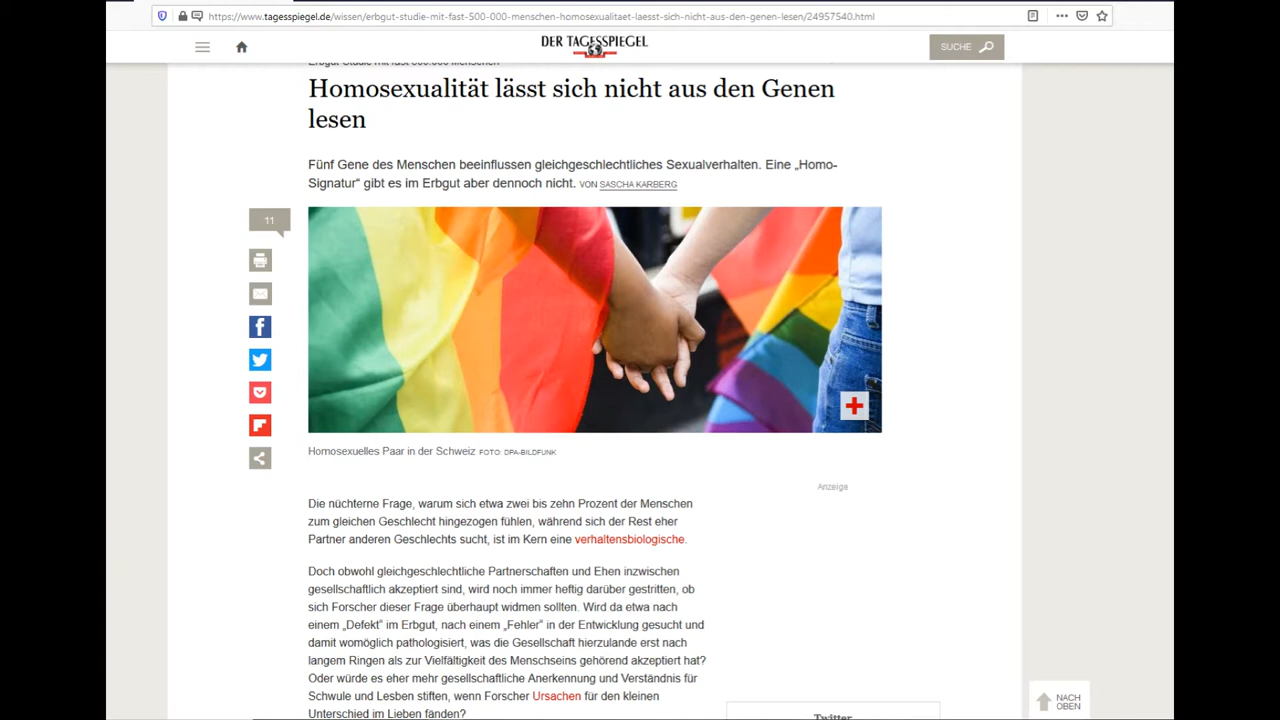 https://www.tagesspiegel.de/wissen/erbgut-studie-mit-fast-500-000-menschen-homosexualitaet-laesst-sich-nicht-aus-den-genen-lesen/24957540.html
DER TAGESSPIEGEL
SUCHE
Erbgut-Studie mit fast 500.000 Menschen
Homosexualität lässt sich nicht aus den Genen
lesen
Fünf Gene des Menschen beeinflussen gleichgeschlechtliches Sexualverhalten. Eine „Homo-
Signatur“ gibt es im Erbgut aber dennoch nicht. VON SASCHA KARBERG
11
Homosexuelles Paar in der Schweiz FOTO: DPA-BILDFUNK
Anzeige
Die nüchterne Frage, warum sich etwa zwei bis zehn Prozent der Menschen
zum gleichen Geschlecht hingezogen fühlen, während sich der Rest eher
Partner anderen Geschlechts sucht, ist im Kern eine verhaltensbiologische.
Doch obwohl gleichgeschlechtliche Partnerschaften und Ehen inzwischen
gesellschaftlich akzeptiert sind, wird noch immer heftig darüber gestritten, ob
sich Forscher dieser Frage überhaupt widmen sollten. Wird da etwa nach
einem „Defekt“ im Erbgut, nach einem „Fehler“ in der Entwicklung gesucht und
damit womöglich pathologisiert, was die Gesellschaft hierzulande erst nach
langem Ringen als zur Vielfältigkeit des Menschseins gehörend akzeptiert hat?
Oder würde es eher mehr gesellschaftliche Anerkennung und Verständnis für
Schwule und Lesben stiften, wenn Forscher Ursachen für den kleinen
Unterschied im Lieben fänden?
NACH
OBEN
Twitter